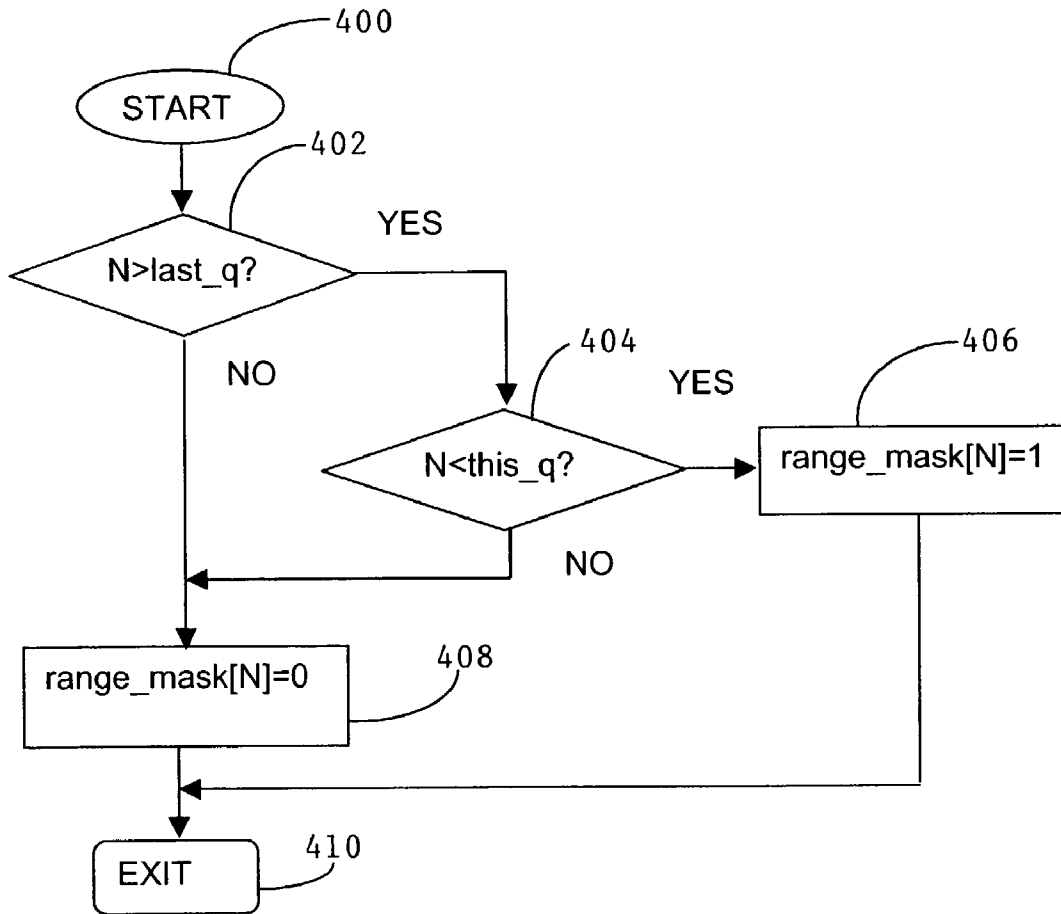 400
START
402
YES
N>last_q?
404
406
NO
YES
N<this_q?
range_mask[N]=1
NO
range_mask[N]=0
408
410
EXIT